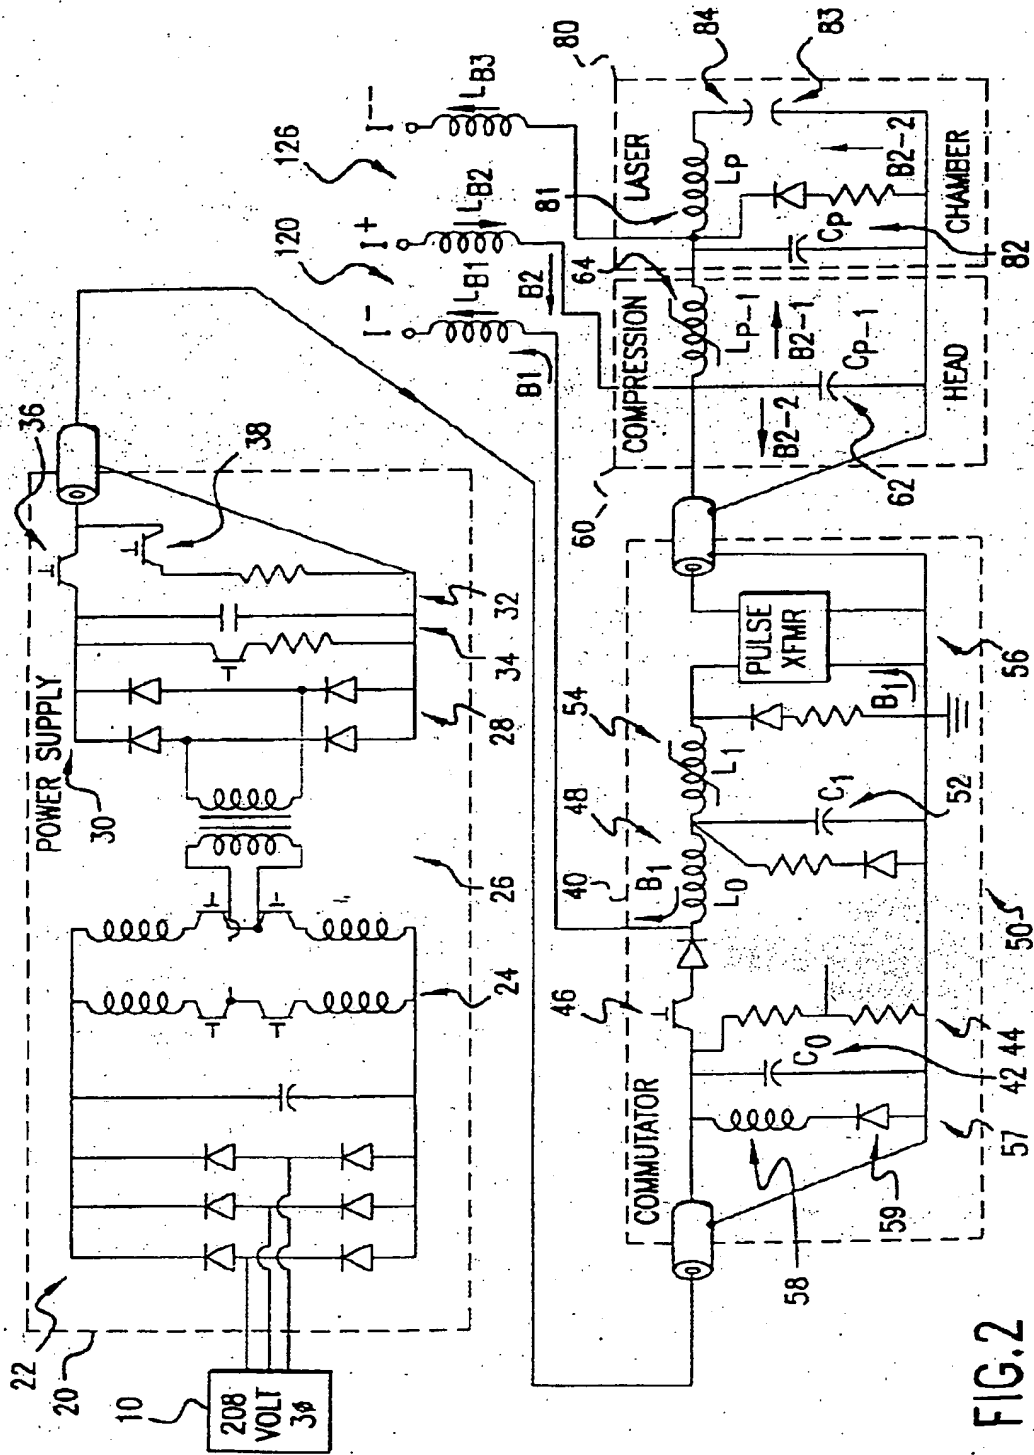 22
20
10
208
VOLT
3ø
POWER SUPPLY
30
36
38
24
26
28
34
32
120
126
I-
I+
I--
LB1
LB2
LB3
B1
B2
COMMUTATOR
46
40
48
54
B1
L0
L1
PULSE
XFMR
B1
C0
C1
58
59
57
42
44
50
52
56
60
COMPRESSION
HEAD
64
LP-1
B2-1
B2-2
CP-1
62
80
LASER
CHAMBER
81
LP
CP
82
84
83
B2-2
FIG.2